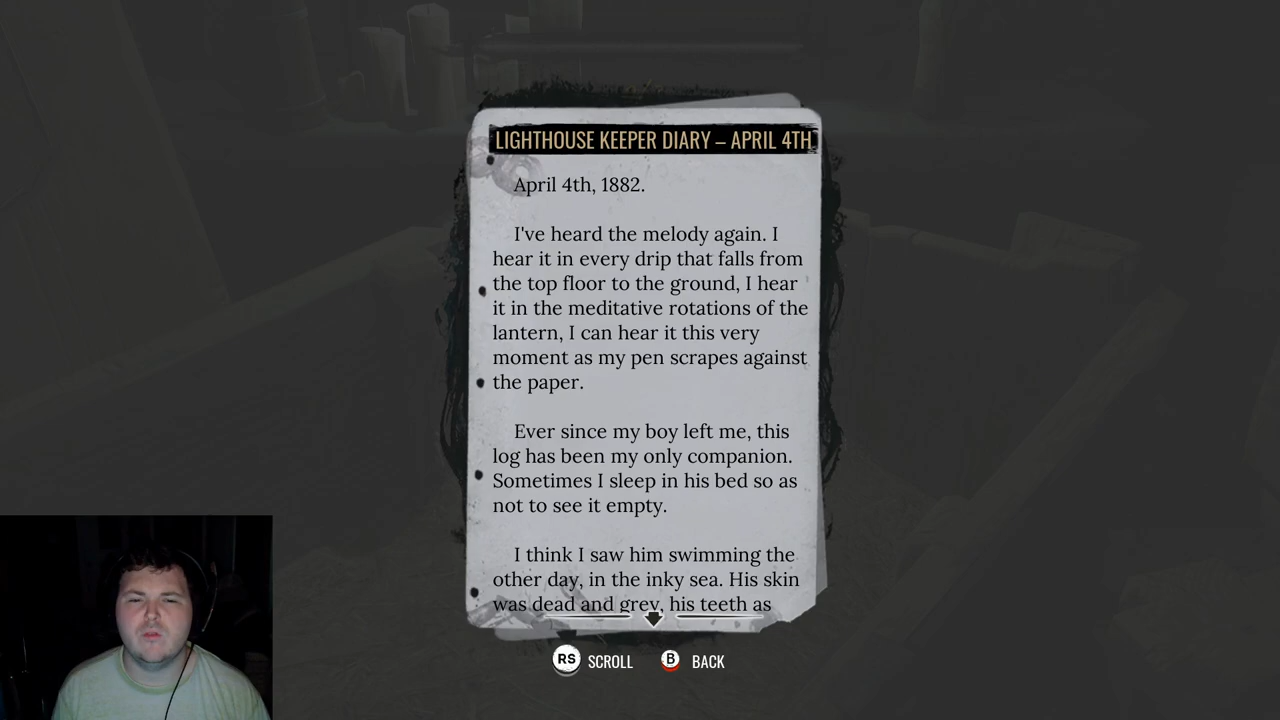 LIGHTHOUSE KEEPER DIARY – APRIL 4TH
April 4th, 1882.
I've heard the melody again. I
hear it in every drip that falls from
the top floor to the ground, I hear
it in the meditative rotations of the
lantern, I can hear it this very
moment as my pen scrapes against
the paper.
Ever since my boy left me, this
log has been my only companion.
Sometimes I sleep in his bed so as
not to see it empty.
I think I saw him swimming the
other day, in the inky sea. His skin
was dead and grey, his teeth as
RS SCROLL B BACK